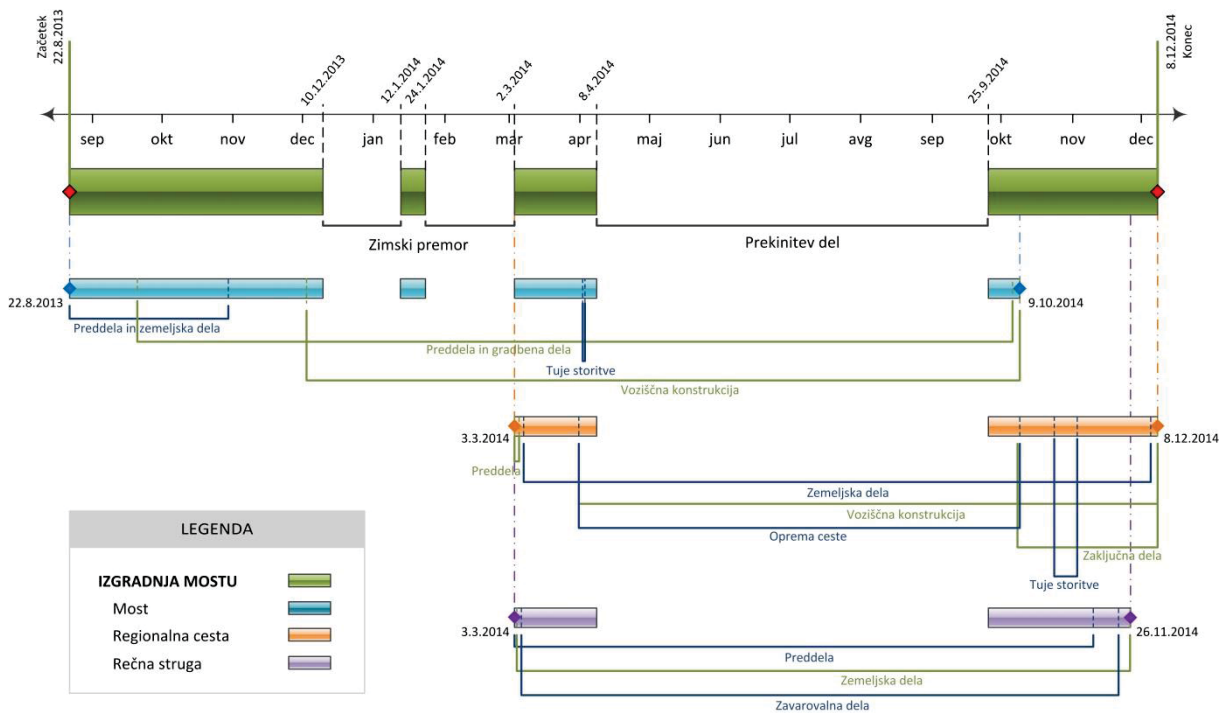 Začetek
22.8.2013
10.12.2013
12.1.2014
24.1.2014
2.3.2014
8.4.2014
25.9.2014
8.12.2014
Konec
sep okt nov dec jan feb mar apr maj jun jul avg sep okt nov dec
Zimski premor
Prekinitev del
22.8.2013
9.10.2014
Preddela in zemeljska dela
Preddela in gradbena dela
Tuje storitve
Voziščna konstrukcija
3.3.2014
8.12.2014
Preddela
Zemeljska dela
Voziščna konstrukcija
Oprema ceste
Zaključna dela
Tuje storitve
3.3.2014
26.11.2014
Preddela
Zemeljska dela
Zavarovalna dela
LEGENDA
IZGRADNJA MOSTU
Most
Regionalna cesta
Rečna struga